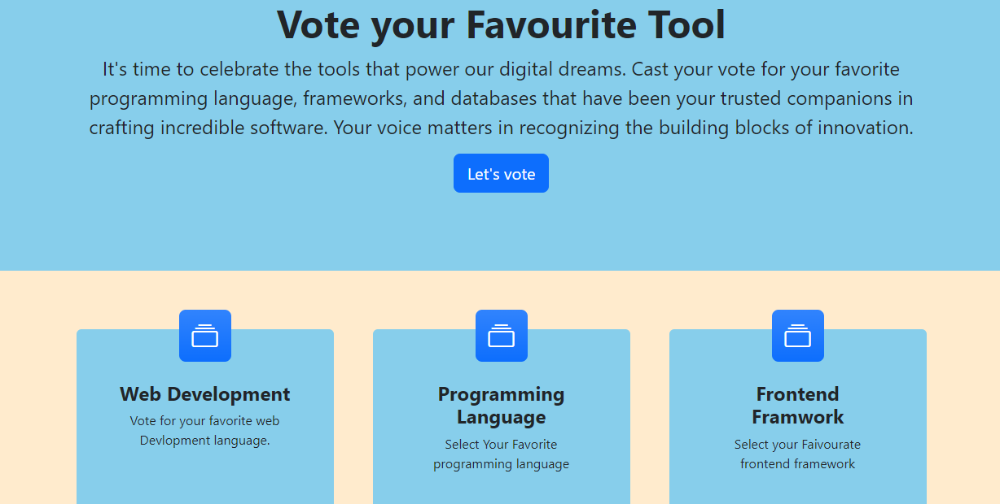 Vote your Favourite Tool
It's time to celebrate the tools that power our digital dreams. Cast your vote for your favorite
programming language, frameworks, and databases that have been your trusted companions in
crafting incredible software. Your voice matters in recognizing the building blocks of innovation.
Let's vote
Web Development
Vote for your favorite web
Devlopment language.
Programming
Language
Select Your Favorite
programming language
Frontend
Framwork
Select your Faivourate
frontend framework